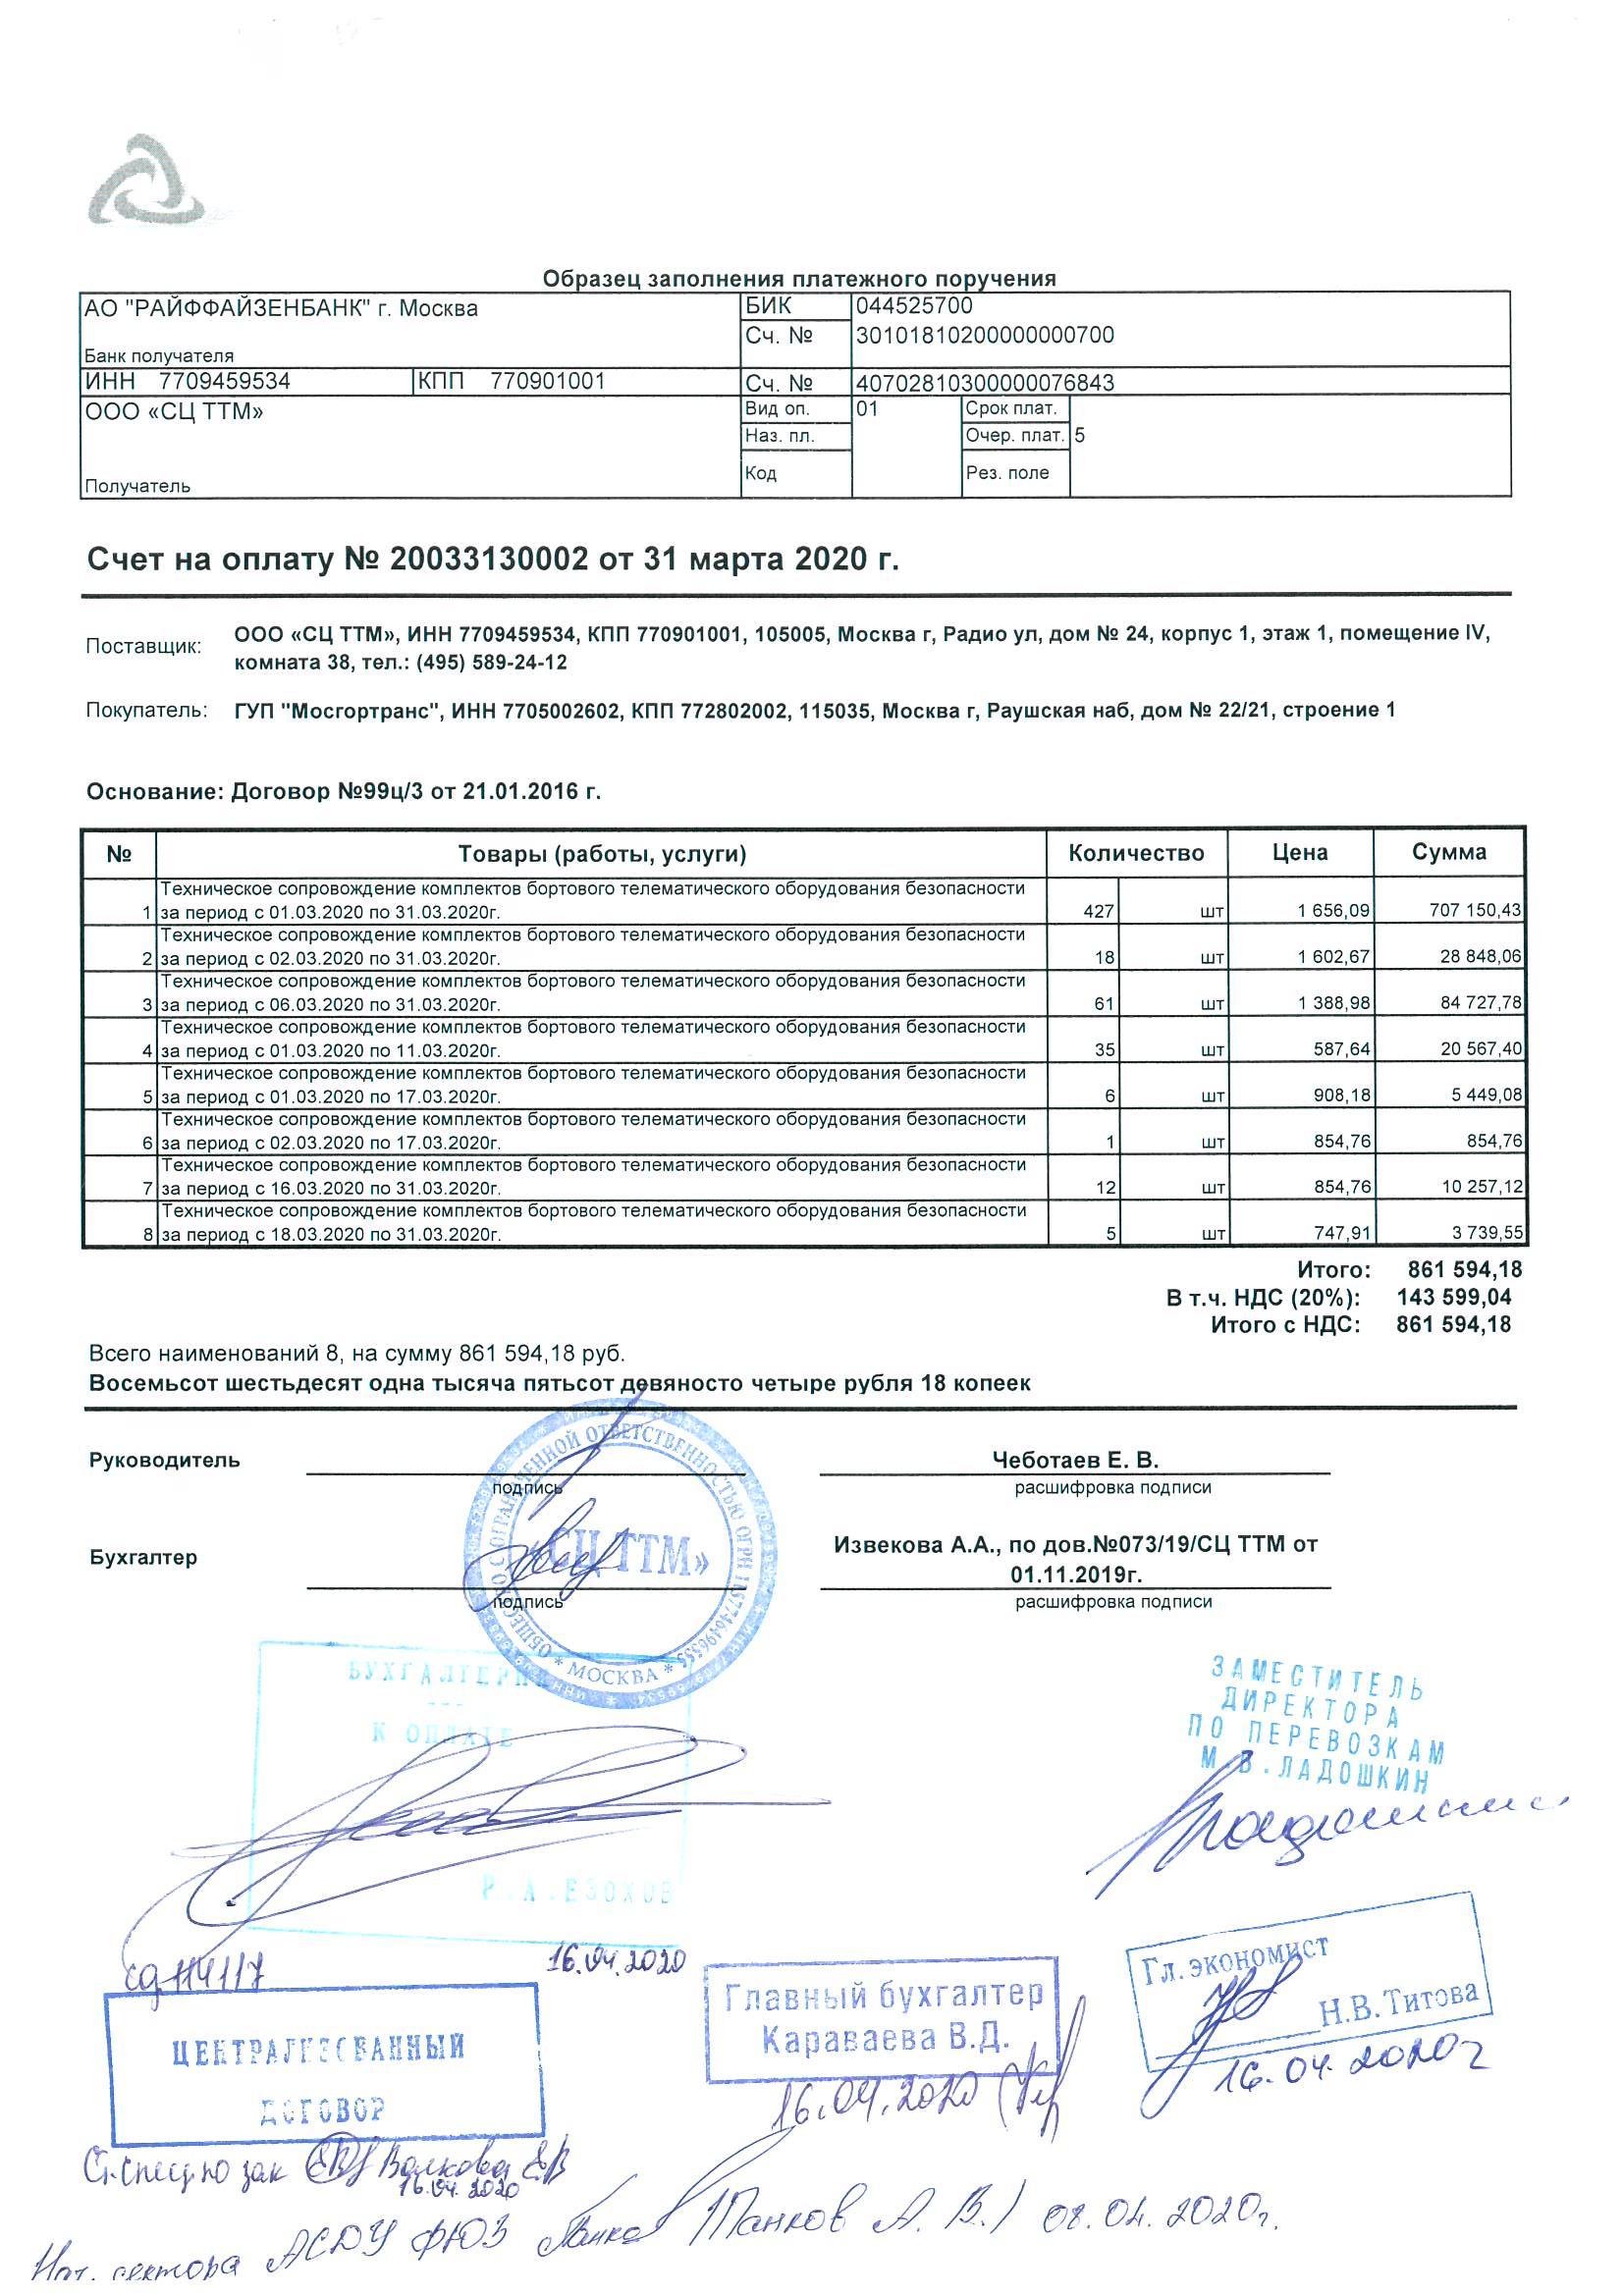 Образец заполнения платежного поручения
АО "РАЙФФАЙЗЕНБАНК" г. Москва
БИК 044525700
Сч. № 30101810200000000700
Банк получателя
ИНН 7709459534 КПП 770901001 Сч. № 40702810300000076843
ООО «СЦ ТТМ»
Вид оп. 01 Срок плат.
Наз. пл. Очер. плат. 5
Код Рез. поле
Получатель
Счет на оплату № 20033130002 от 31 марта 2020 г.
Поставщик: ООО «СЦ ТТМ», ИНН 7709459534, КПП 770901001, 105005, Москва г, Радио ул, дом № 24, корпус 1, этаж 1, помещение IV,
комната 38, тел.: (495) 589-24-12
Покупатель: ГУП "Мосгортранс", ИНН 7705002602, КПП 772802002, 115035, Москва г, Раушская наб, дом № 22/21, строение 1
Основание: Договор №99ц/3 от 21.01.2016 г.
№ Товары (работы, услуги) Количество Цена Сумма
Техническое сопровождение комплектов бортового телематического оборудования безопасности
1 за период с 01.03.2020 по 31.03.2020г. 427 шт 1 656,09 707 150,43
Техническое сопровождение комплектов бортового телематического оборудования безопасности
2 за период с 02.03.2020 по 31.03.2020г. 18 шт 1 602,67 28 848,06
Техническое сопровождение комплектов бортового телематического оборудования безопасности
3 за период с 06.03.2020 по 31.03.2020г. 61 шт 1 388,98 84 727,78
Техническое сопровождение комплектов бортового телематического оборудования безопасности
4 за период с 01.03.2020 по 11.03.2020г. 35 шт 587,64 20 567,40
Техническое сопровождение комплектов бортового телематического оборудования безопасности
5 за период с 01.03.2020 по 17.03.2020г. 6 шт 908,18 5 449,08
Техническое сопровождение комплектов бортового телематического оборудования безопасности
6 за период с 02.03.2020 по 17.03.2020г. 1 шт 854,76 854,76
Техническое сопровождение комплектов бортового телематического оборудования безопасности
7 за период с 16.03.2020 по 31.03.2020г. 12 шт 854,76 10 257,12
Техническое сопровождение комплектов бортового телематического оборудования безопасности
8 за период с 18.03.2020 по 31.03.2020г. 5 шт 747,91 3 739,55
Итого: 861 594,18
В т.ч. НДС (20%): 143 599,04
Итого с НДС: 861 594,18
Всего наименований 8, на сумму 861 594,18 руб.
Восемьсот шестьдесят одна тысяча пятьсот девяносто четыре рубля 18 копеек
Руководитель Чеботаев Е. В.
подпись расшифровка подписи
Бухгалтер Извекова А.А., по дов.№073/19/СЦ ТТМ от
01.11.2019г.
подпись расшифровка подписи
ОБЩЕСТВО С ОГРАНИЧЕННОЙ ОТВЕТСТВЕННОСТЬЮ
«СЦ ТТМ»
* МОСКВА *
БУХГАЛТЕРИЯ
К ОПЛАТЕ
Р.А.ЕЗОХОВ
ЗАМЕСТИТЕЛЬ
ДИРЕКТОРА
ПО ПЕРЕВОЗКАМ
М.В.ЛАДОШКИН
16.04.2020
ЦЕНТРАЛИЗОВАННЫЙ
ДОГОВОР
Главный бухгалтер
Караваева В.Д.
16.04.2020
Гл. экономист
Н.В. Титова
16.04.2020г
Ст. спец. по зак Волкова ЕВ
16.04.2020
Нач. сектора АСДУ ФЮЗ (Панков А. В.) 08.04.2020г.